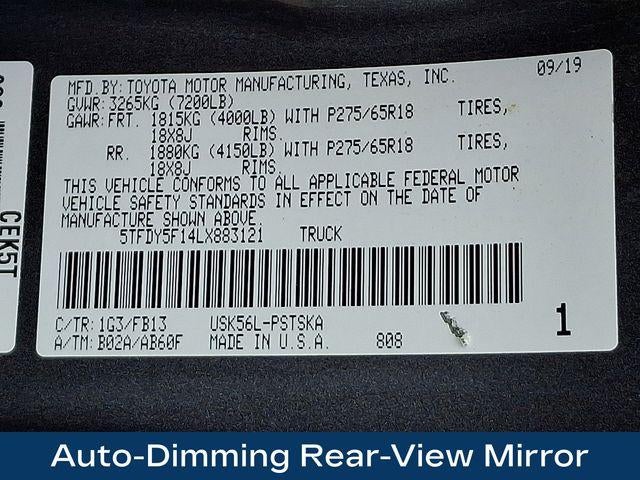 MFD.BY: TOYOTA MOTOR MANUFACTURING, TEXAS, INC. 09/19
GVWR: 3265KG (7200LB)
GAWR: FRT. 1815KG (4000LB) WITH P275/65R18 TIRES,
18X8J RIMS.
RR. 1880KG (4150LB) WITH P275/65R18 TIRES,
18X8J RIMS.
THIS VEHICLE CONFORMS TO ALL APPLICABLE FEDERAL MOTOR
VEHICLE SAFETY STANDARDS IN EFFECT ON THE DATE OF
MANUFACTURE SHOWN ABOVE.
5TFDY5F14LX883121 TRUCK
C/TR: 1G3/FB13 USK56L-PSTSKA
A/TM: B02A/AB60F MADE IN U.S.A. 808
1
CEK5T
Auto-Dimming Rear-View Mirror